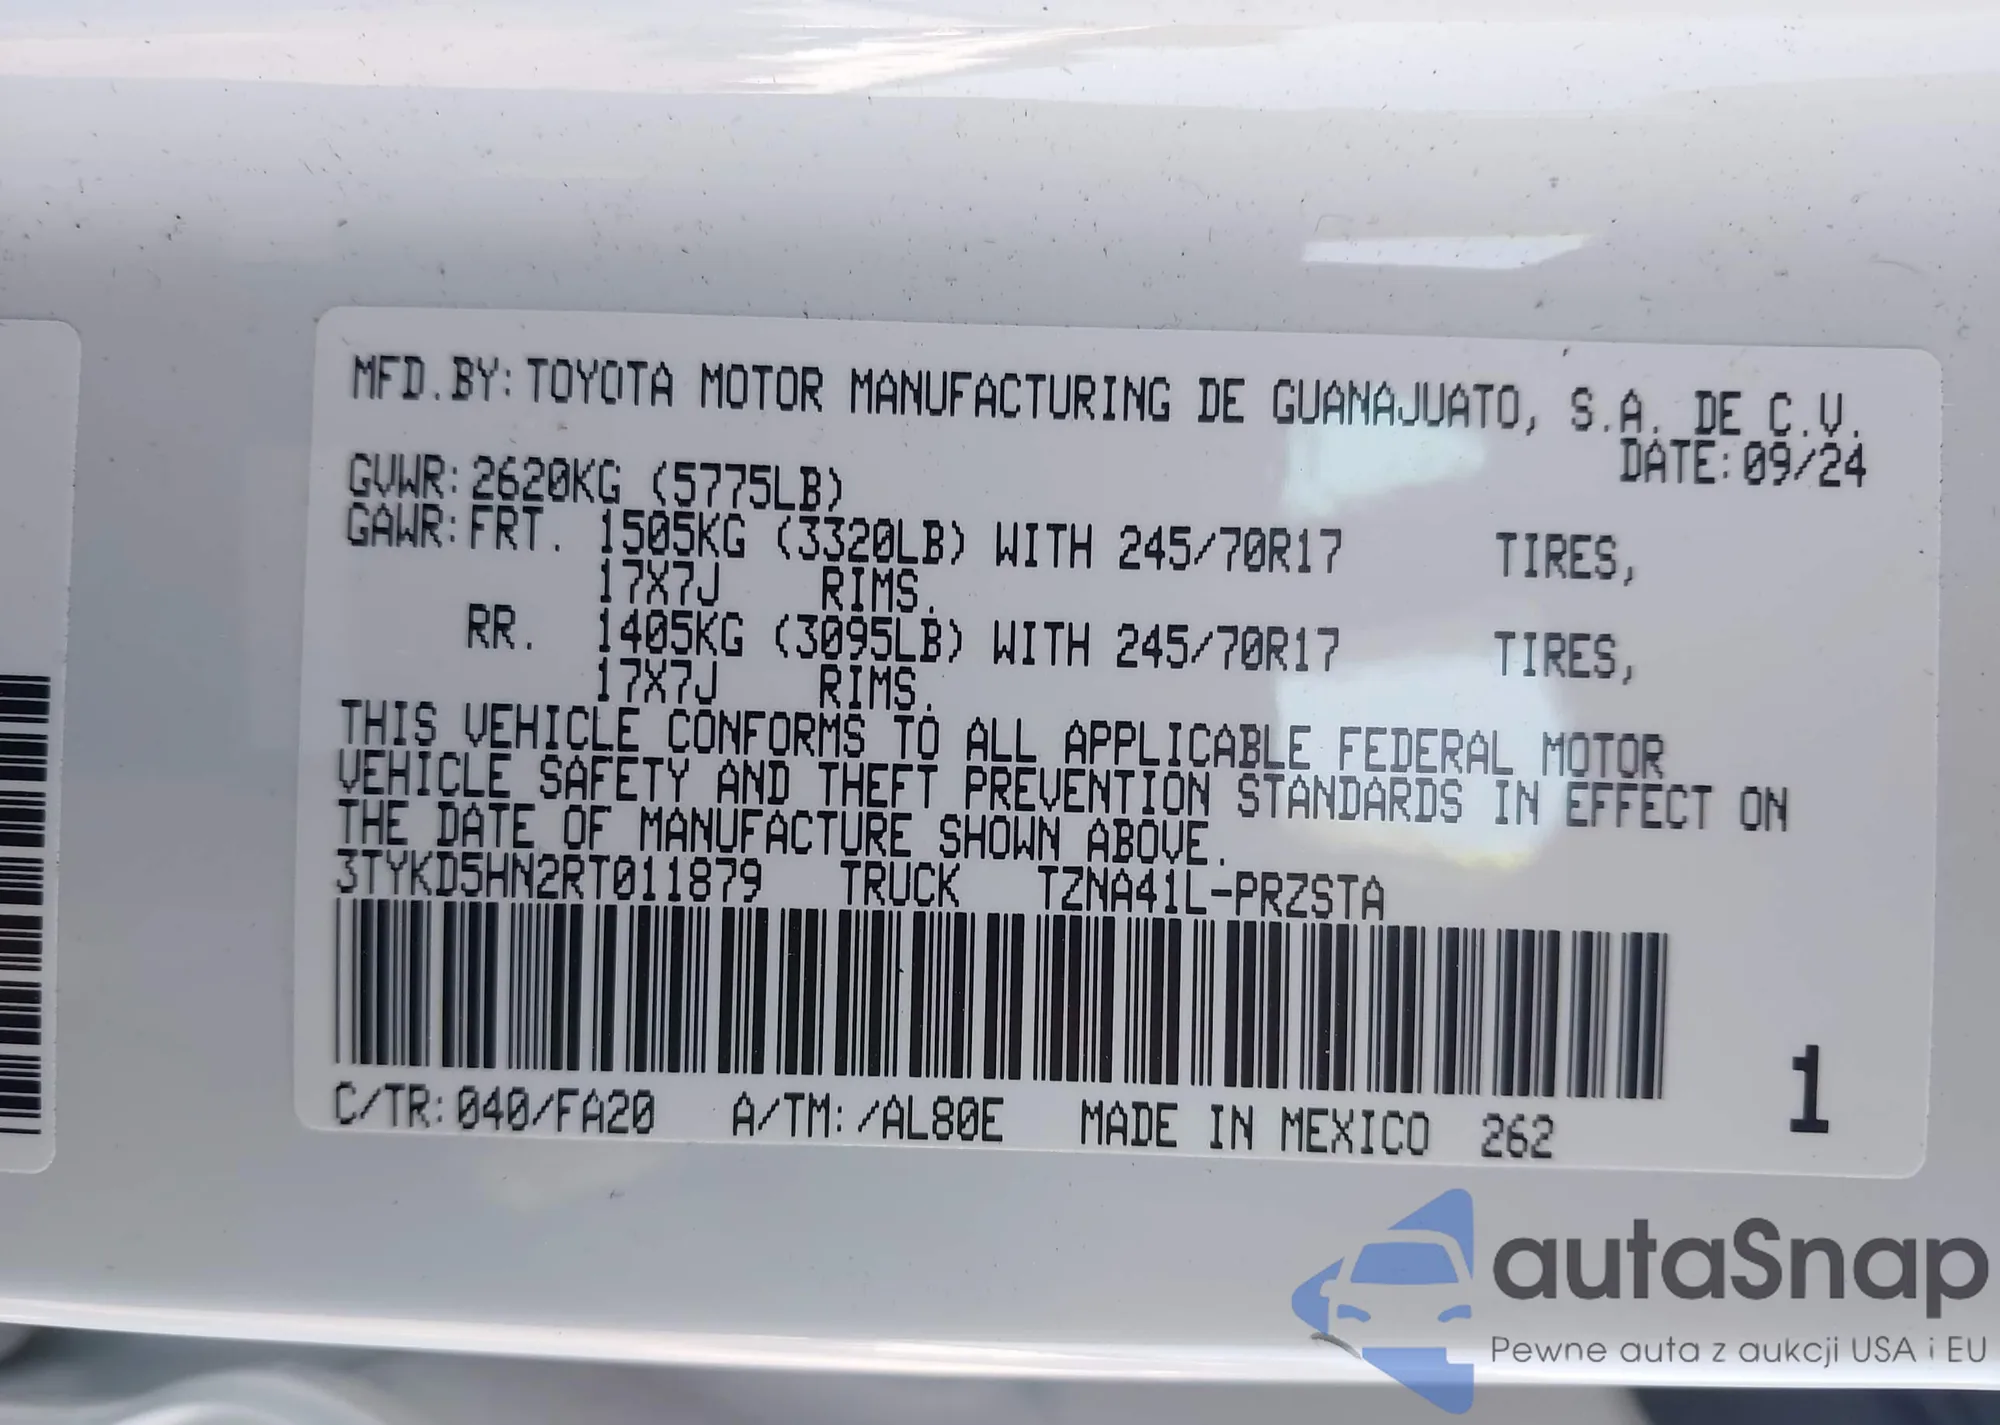 MFD.BY:TOYOTA MOTOR MANUFACTURING DE GUANAJUATO, S.A. DE C.V.
DATE:09/24
GVWR:2620KG (5775LB)
GAWR:FRT. 1505KG (3320LB) WITH 245/70R17 TIRES,
17X7J RIMS.
RR. 1405KG (3095LB) WITH 245/70R17 TIRES,
17X7J RIMS.
THIS VEHICLE CONFORMS TO ALL APPLICABLE FEDERAL MOTOR
VEHICLE SAFETY AND THEFT PREVENTION STANDARDS IN EFFECT ON
THE DATE OF MANUFACTURE SHOWN ABOVE.
3TYKD5HN2RT011879 TRUCK TZNA41L-PRZSTA
1
C/TR:040/FA20 A/TM:/AL80E MADE IN MEXICO 262
autaSnap
Pewne auta z aukcji USA i EU